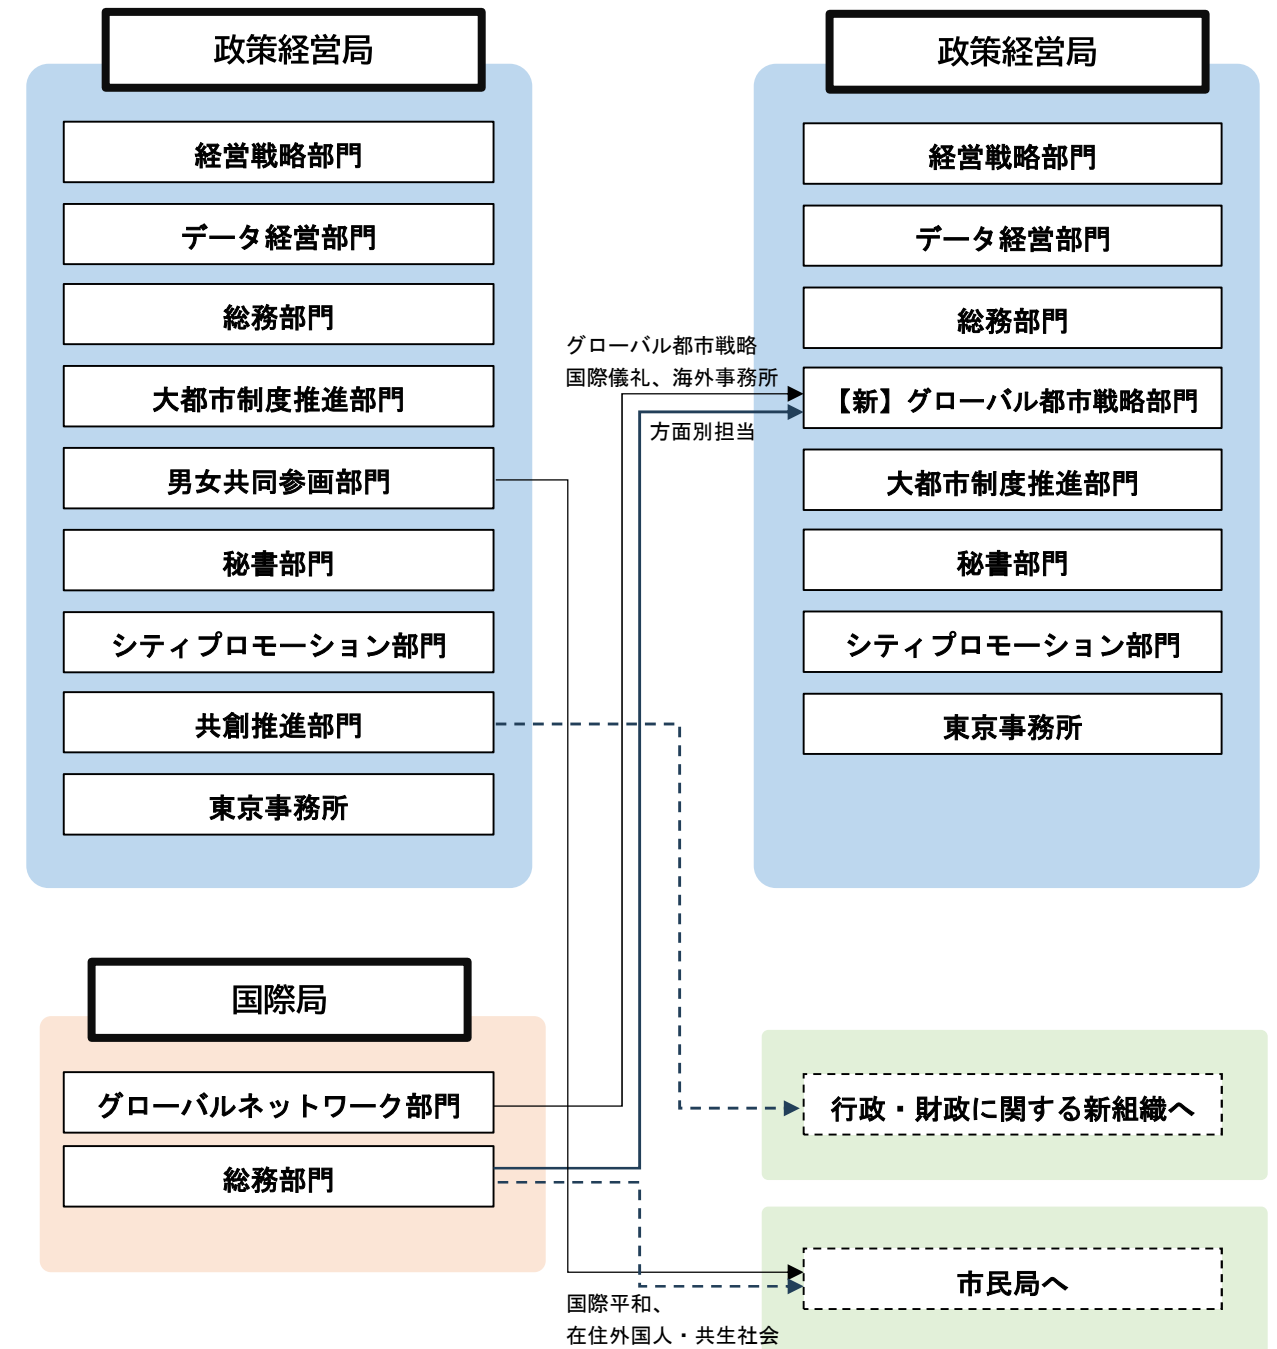 政策経営局
経営戦略部門
データ経営部門
総務部門
大都市制度推進部門
男女共同参画部門
秘書部門
シティプロモーション部門
共創推進部門
東京事務所
国際局
グローバルネットワーク部門
総務部門
グローバル都市戦略
国際儀礼、海外事務所
方面別担当
国際平和、
在住外国人・共生社会
政策経営局
経営戦略部門
データ経営部門
総務部門
【新】グローバル都市戦略部門
大都市制度推進部門
秘書部門
シティプロモーション部門
東京事務所
行政・財政に関する新組織へ
市民局へ